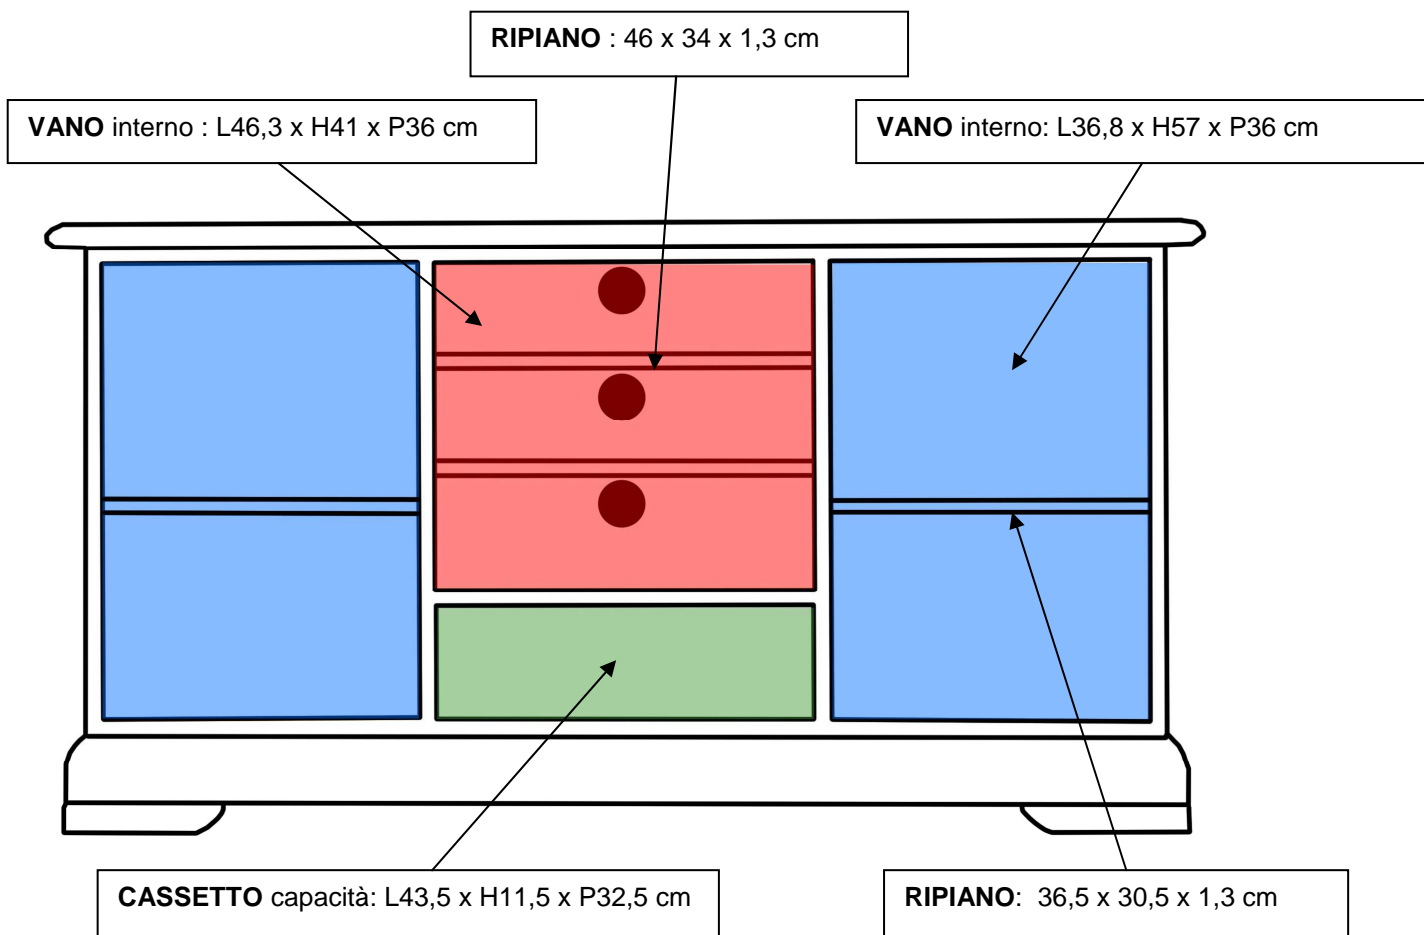 RIPIANO : 46 x 34 x 1,3 cm
VANO interno : L46,3 x H41 x P36 cm
VANO interno: L36,8 x H57 x P36 cm
CASSETTO capacità: L43,5 x H11,5 x P32,5 cm
RIPIANO: 36,5 x 30,5 x 1,3 cm